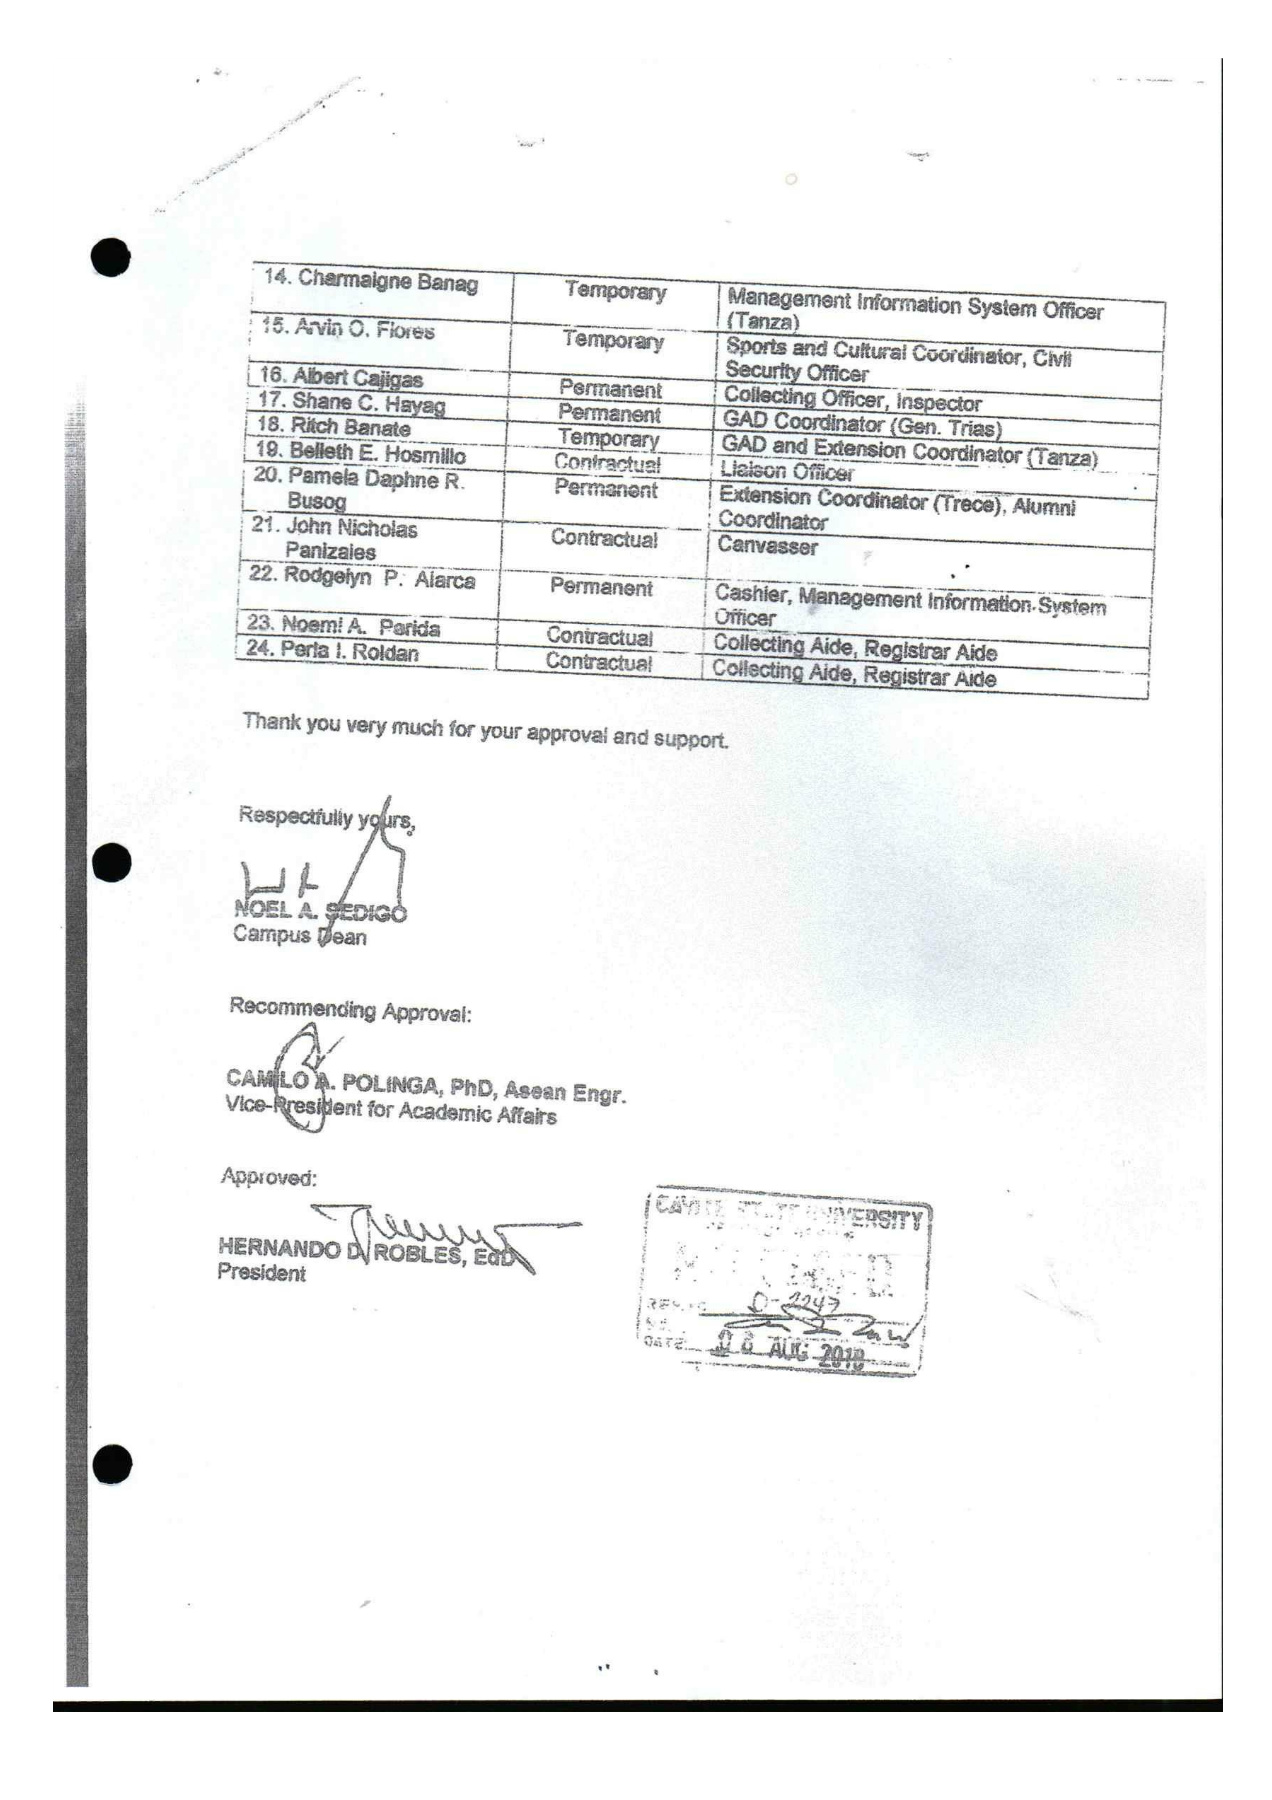 14. Charmaigne Banag Temporary Management Information System Officer
(Tanza)
15. Arvin O. Flores Temporary Sports and Cultural Coordinator, Civil
Security Officer
16. Albert Cajigas Permanent Collecting Officer, Inspector
17. Shane C. Hayag Permanent GAD Coordinator (Gen. Trias)
18. Ritch Banate Temporary GAD and Extension Coordinator (Tanza)
19. Belleth E. Hosmillo Contractual Liaison Officer
20. Pamela Daphne R. Permanent Extension Coordinator (Trece), Alumni
Busog Coordinator
21. John Nicholas Contractual Canvasser
Panizales
22. Rodgelyn P. Alarca Permanent Cashier, Management Information System
Officer
23. Noemi A. Perida Contractual Collecting Aide, Registrar Aide
24. Perla I. Roldan Contractual Collecting Aide, Registrar Aide
Thank you very much for your approval and support.
Respectfully yours,
NOEL A. SEDIGO
Campus Dean
Recommending Approval:
CAMILO A. POLINGA, PhD, Asean Engr.
Vice-President for Academic Affairs
Approved:
HERNANDO D. ROBLES, EdD
President
CAVITE STATE UNIVERSITY
D-2247
DATE: 06 AUG 2018